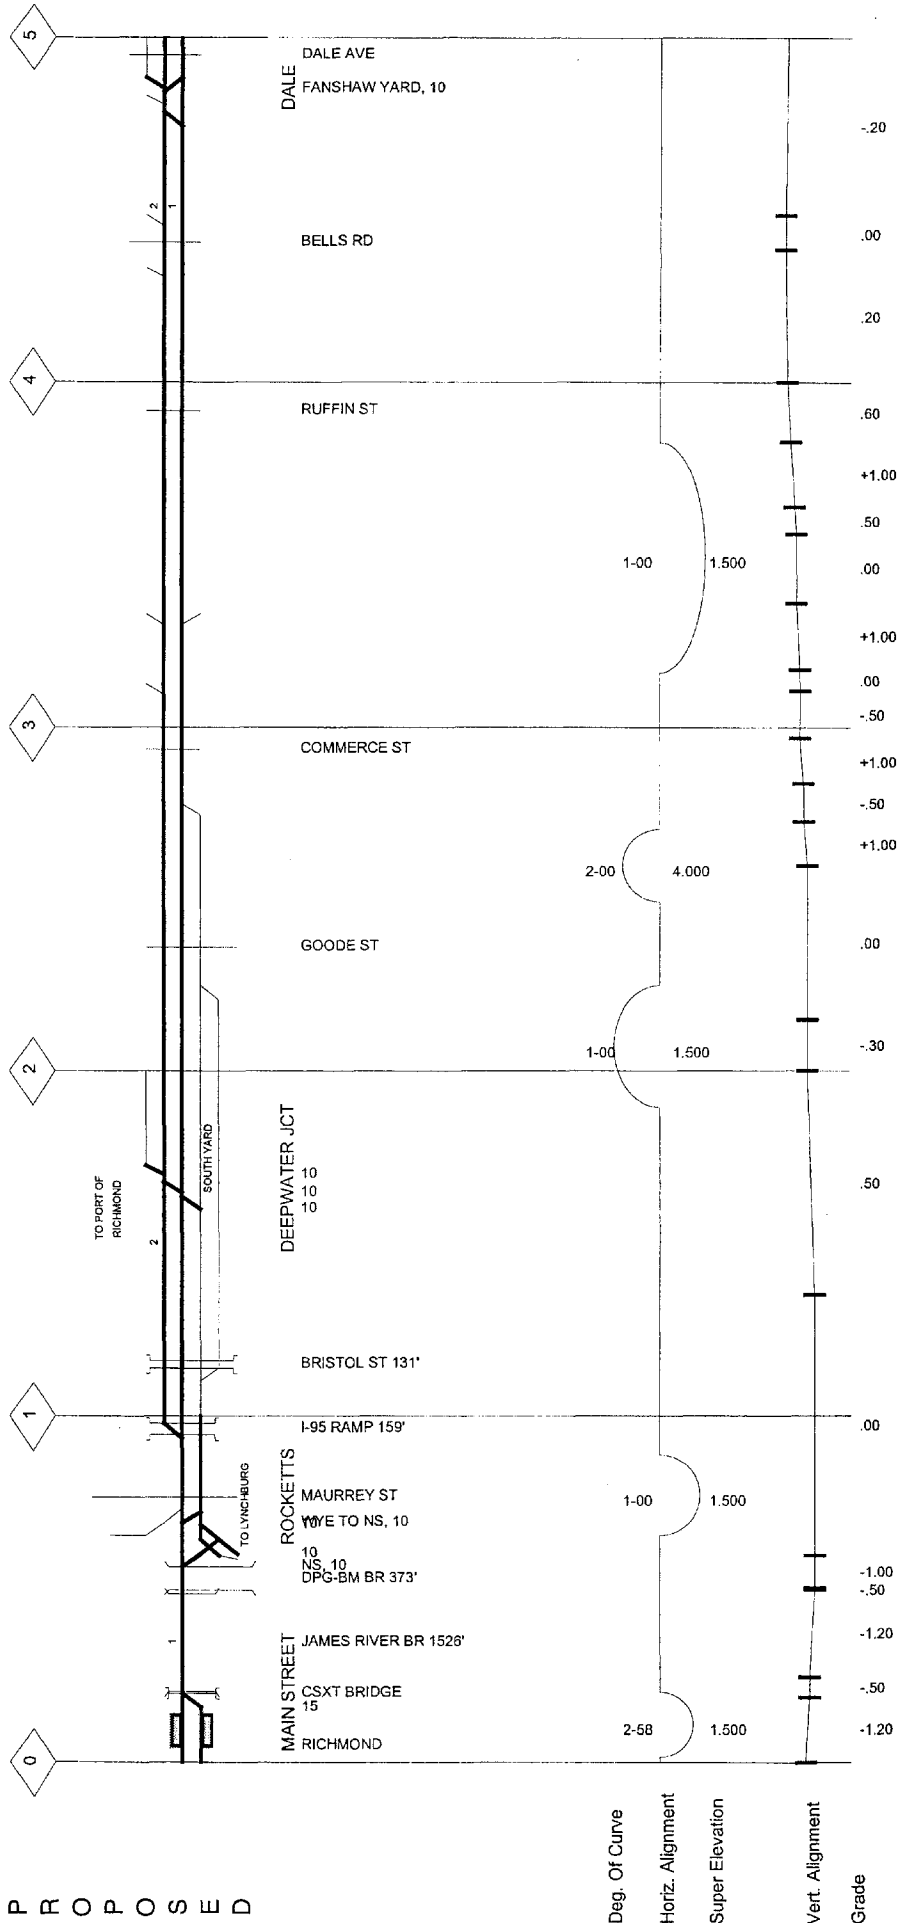 5
DALE AVE
DALE
FANSHAW YARD, 10
-.20
2
1
BELLS RD
.00
.20
4
RUFFIN ST
.60
+1.00
.50
1-00
1.500
.00
+1.00
.00
-.50
3
COMMERCE ST
+1.00
-.50
+1.00
2-00
4.000
GOODE ST
.00
1-00
1.500
-.30
2
DEEPWATER JCT
SOUTH YARD
TO PORT OF
RICHMOND
10
10
10
.50
2
BRISTOL ST 131'
1
I-95 RAMP 159'
.00
ROCKETTS
TO LYNCHBURG
MAURREY ST
1-00
1.500
WYE TO NS, 10
10
10
NS, 10
DPG-BM BR 373'
-1.00
-.50
1
JAMES RIVER BR 1526'
-1.20
MAIN STREET
CSXT BRIDGE
15
-.50
RICHMOND
2-58
1.500
-1.20
0
Deg. Of Curve
Horiz. Alignment
Super Elevation
Vert. Alignment
Grade
PROPOSED